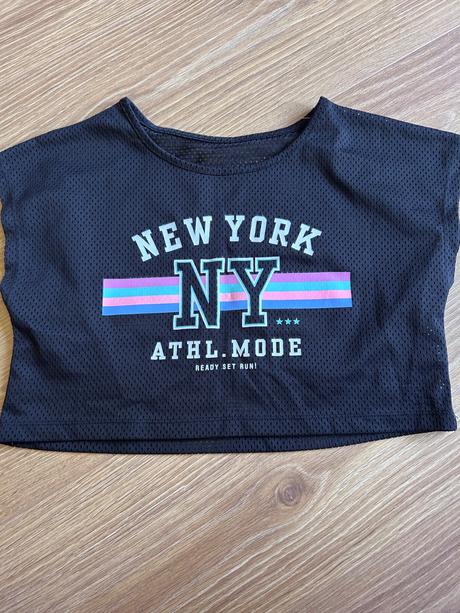 NEW YORK
NY
ATHL.MODE
READY SET RUN!